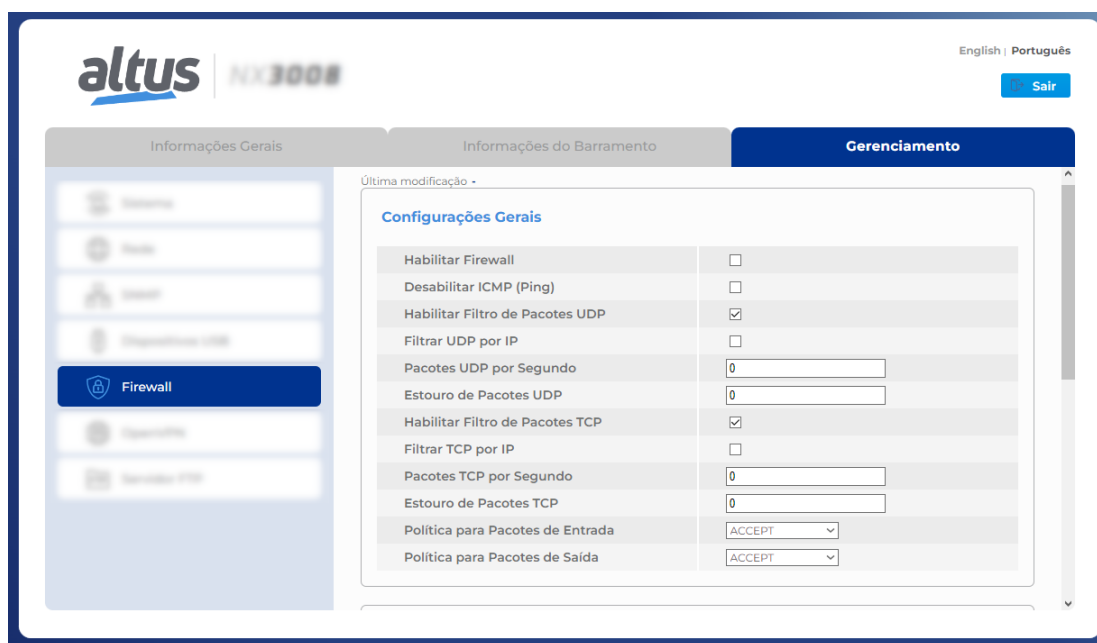 English | Português
altus
NX3008
Sair
Informações Gerais
Informações do Barramento
Gerenciamento
Última modificação -
Configurações Gerais
Habilitar Firewall
Desabilitar ICMP (Ping)
Habilitar Filtro de Pacotes UDP
Filtrar UDP por IP
Pacotes UDP por Segundo 0
Estouro de Pacotes UDP 0
Habilitar Filtro de Pacotes TCP
Filtrar TCP por IP
Pacotes TCP por Segundo 0
Estouro de Pacotes TCP 0
Política para Pacotes de Entrada ACCEPT
Política para Pacotes de Saída ACCEPT
Firewall